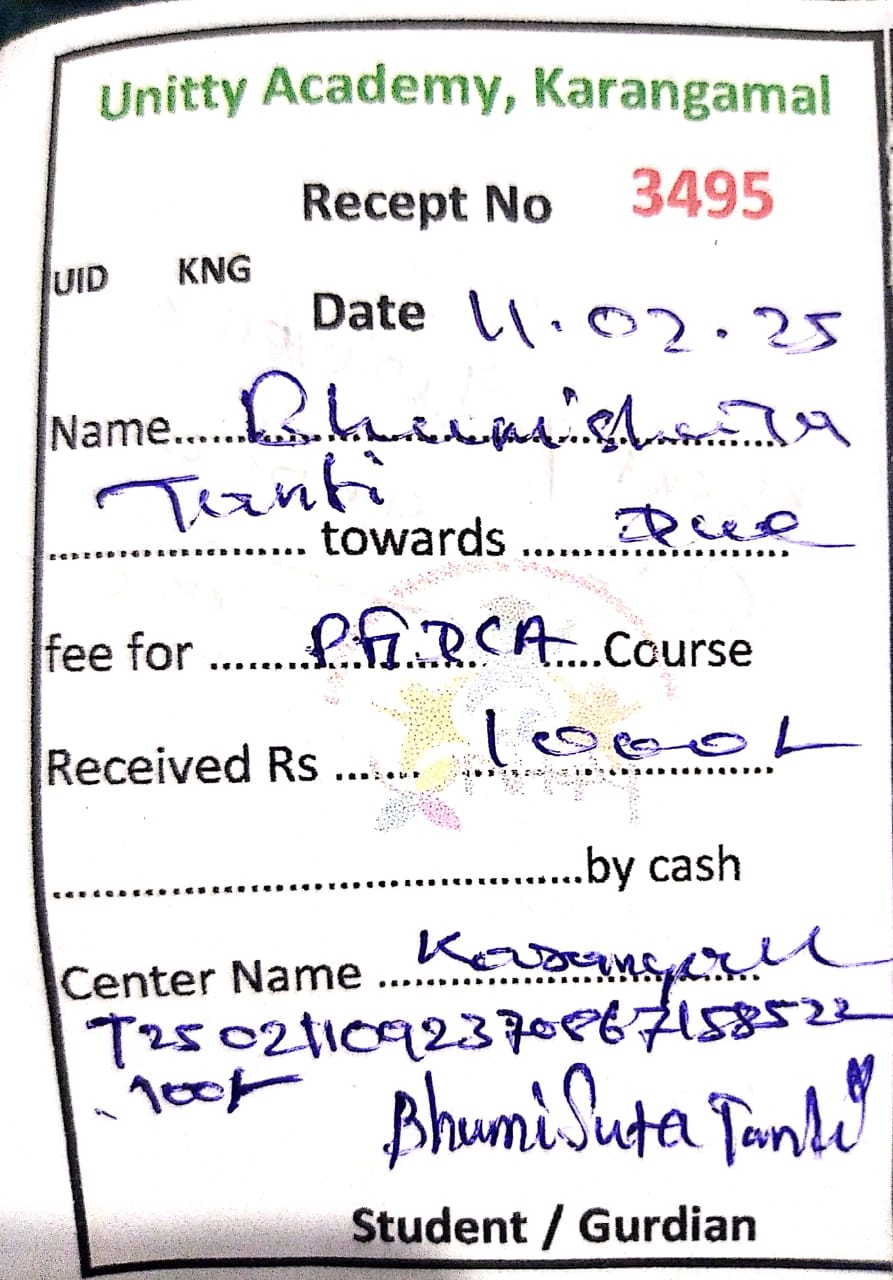 Unitty Academy, Karangamal
Recept No 3495
UID KNG
Date 11.02.25
Name......Bhumishuta
Tanti
..................... towards ......Due......
fee for ......PGDCA.....Course
Received Rs ......1000/-......
.......................................by cash
Center Name ......Karangamal
T250211092370867158522
100/-
BhumiSuta Tanti
Student / Gurdian